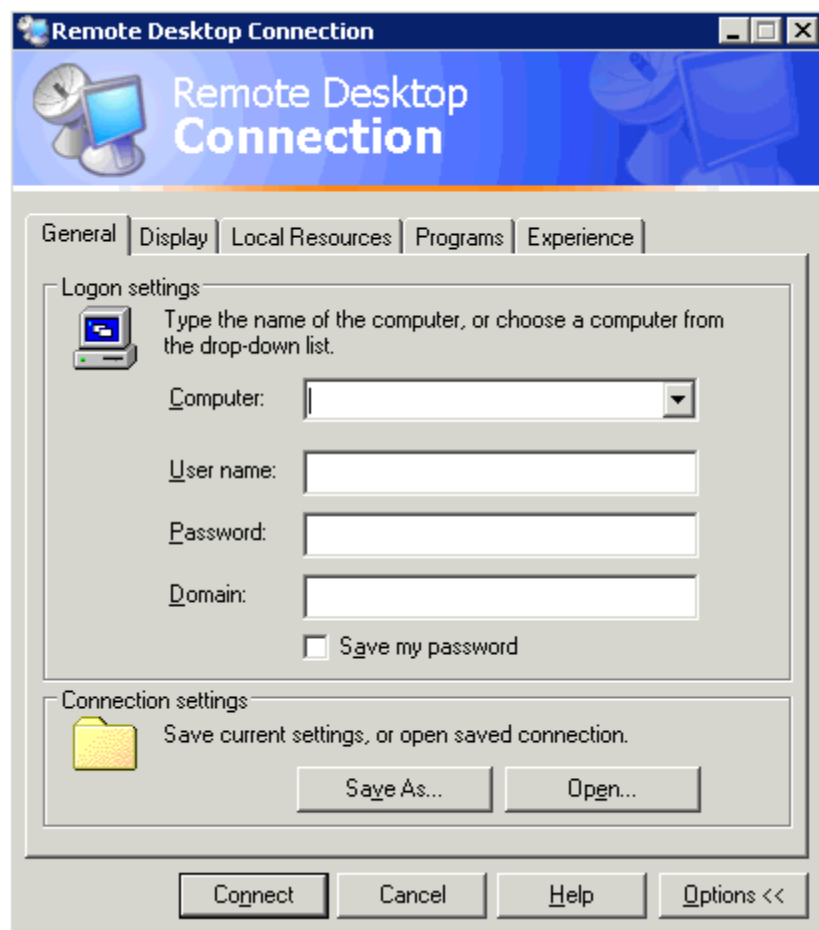 Remote Desktop Connection
Remote Desktop
Connection
General Display Local Resources Programs Experience
Logon settings
Type the name of the computer, or choose a computer from
the drop-down list.
Computer:
User name:
Password:
Domain:
Save my password
Connection settings
Save current settings, or open saved connection.
Save As... Open...
Connect Cancel Help Options <<